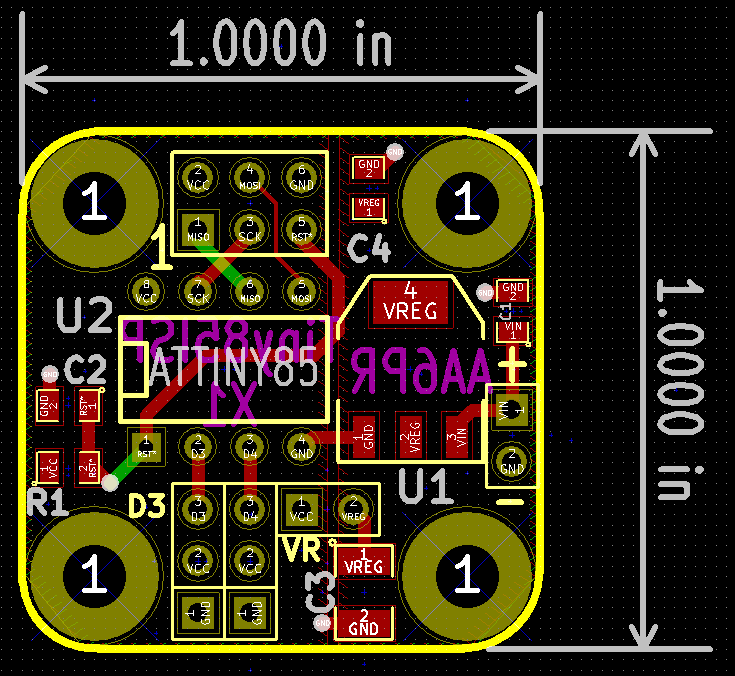 1.0000 in
GND
2 VCC
4 MOSI
6 GND
GND 2
1
1
1 MISO
3 SCK
5 RST*
VREG 1
1
C4
8 VCC
7 SCK
6 MISO
5 MOSI
4 VREG
GND
GND 2
C1
VIN 1
1.0000 in
U2
Tiny85ISP
ATTINY85
X1
AA6PR
+
GND
C2
GND 2
RST* 1
1 RST*
2 D3
3 D4
4 GND
1 GND
2 VREG
3 VIN
VIN 1
2 GND
1 VCC
2 RST*
R1
U1
–
D3
3 D3
3 D4
1 VCC
2 VREG
VR
2 VCC
2 VCC
1 VREG
1
1
C3
1 GND
1 GND
GND
2 GND